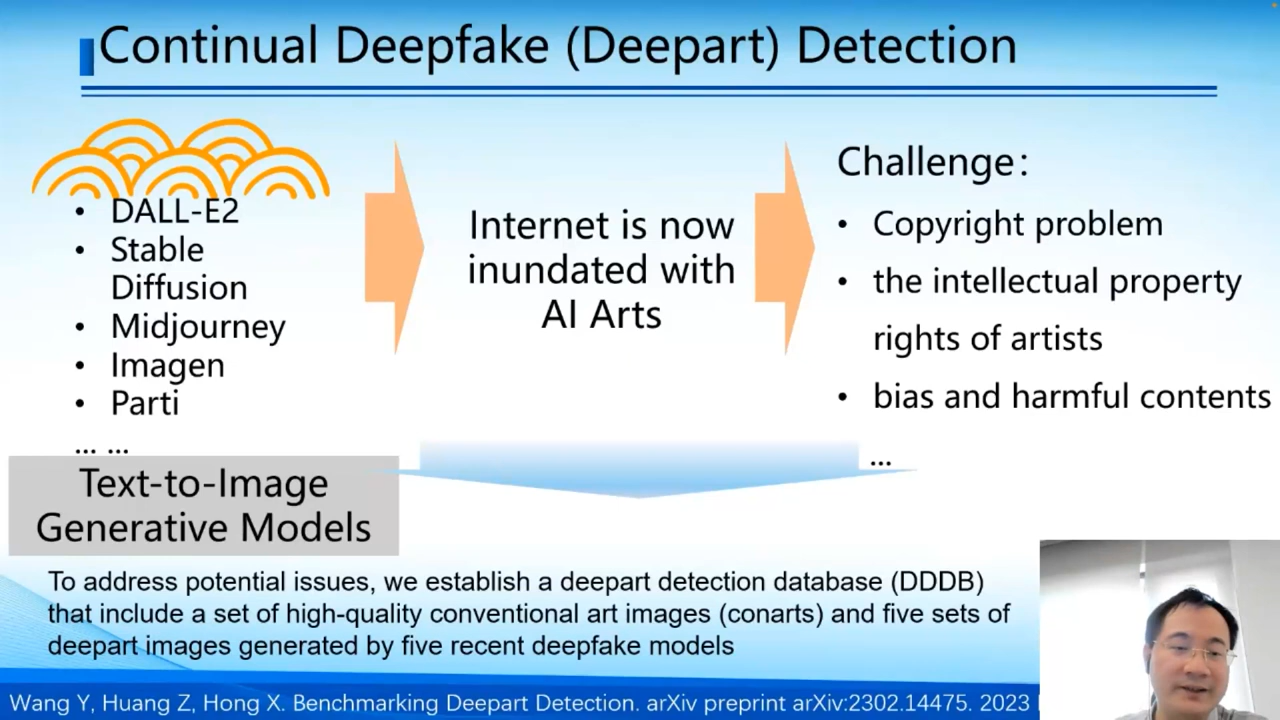 Continual Deepfake (Deepart) Detection
• DALL-E2
• Stable
Diffusion
• Midjourney
• Imagen
• Parti
... ...
Text-to-Image
Generative Models
Internet is now
inundated with
AI Arts
Challenge:
• Copyright problem
• the intellectual property
rights of artists
• bias and harmful contents
...
To address potential issues, we establish a deepart detection database (DDDB)
that include a set of high-quality conventional art images (conarts) and five sets of
deepart images generated by five recent deepfake models
Wang Y, Huang Z, Hong X. Benchmarking Deepart Detection. arXiv preprint arXiv:2302.14475. 2023